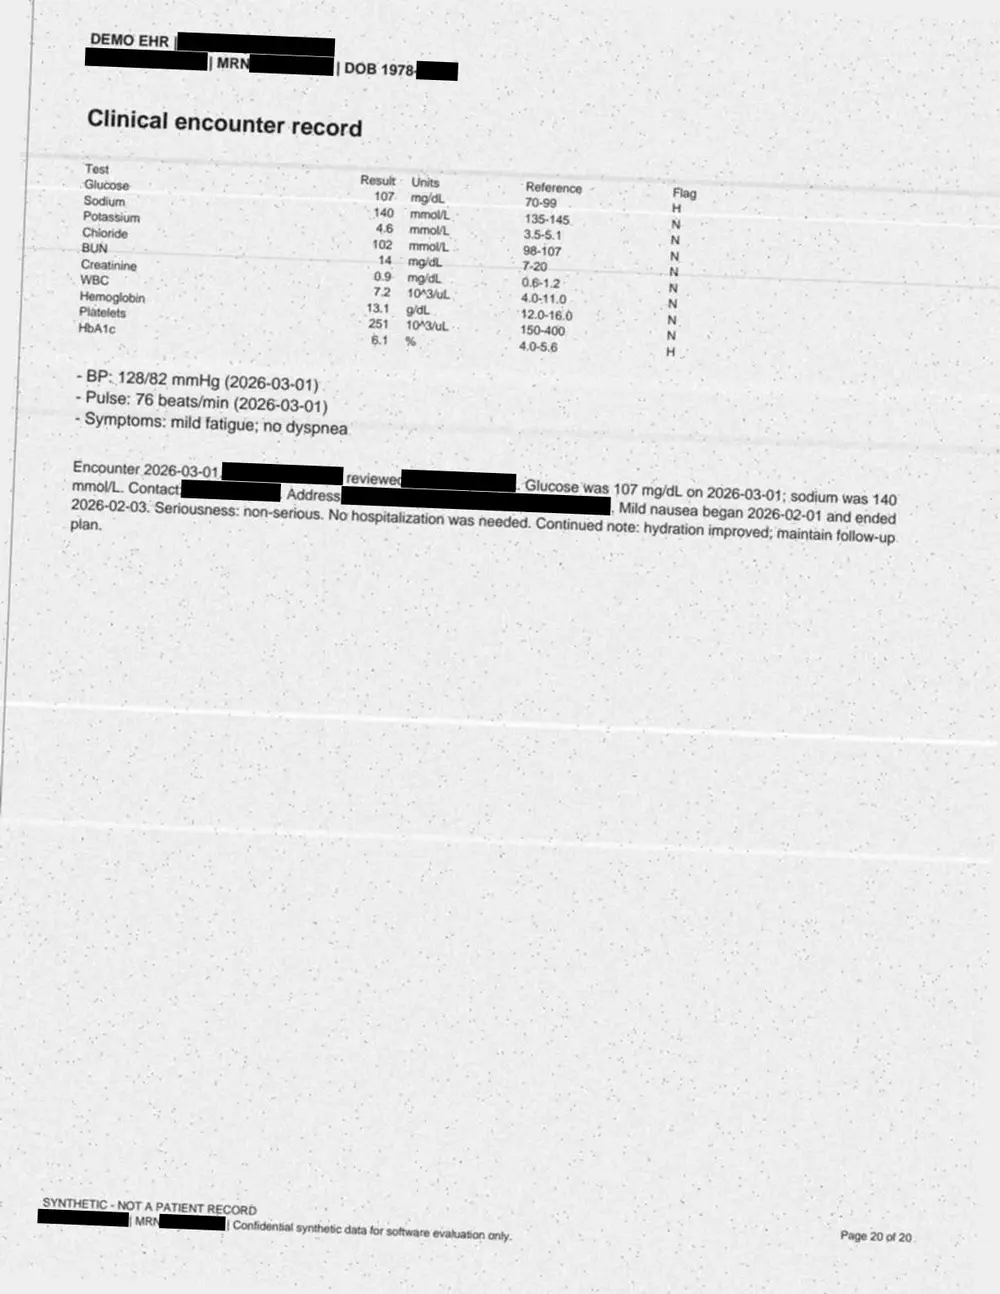 DEMO EHR |
| MRN | DOB 1978-
Clinical encounter record
Test Result Units Reference Flag
Glucose 107 mg/dL 70-99 H
Sodium 140 mmol/L 135-145 N
Potassium 4.6 mmol/L 3.5-5.1 N
Chloride 102 mmol/L 98-107 N
BUN 14 mg/dL 7-20 N
Creatinine 0.9 mg/dL 0.6-1.2 N
WBC 7.2 10^3/uL 4.0-11.0 N
Hemoglobin 13.1 g/dL 12.0-16.0 N
Platelets 251 10^3/uL 150-400 N
HbA1c 6.1 % 4.0-5.6 H
- BP: 128/82 mmHg (2026-03-01)
- Pulse: 76 beats/min (2026-03-01)
- Symptoms: mild fatigue; no dyspnea
Encounter 2026-03-01 reviewed . Glucose was 107 mg/dL on 2026-03-01; sodium was 140
mmol/L. Contact: . Address . Mild nausea began 2026-02-01 and ended
2026-02-03. Seriousness: non-serious. No hospitalization was needed. Continued note: hydration improved; maintain follow-up
plan.
SYNTHETIC - NOT A PATIENT RECORD
| MRN | Confidential synthetic data for software evaluation only.
Page 20 of 20